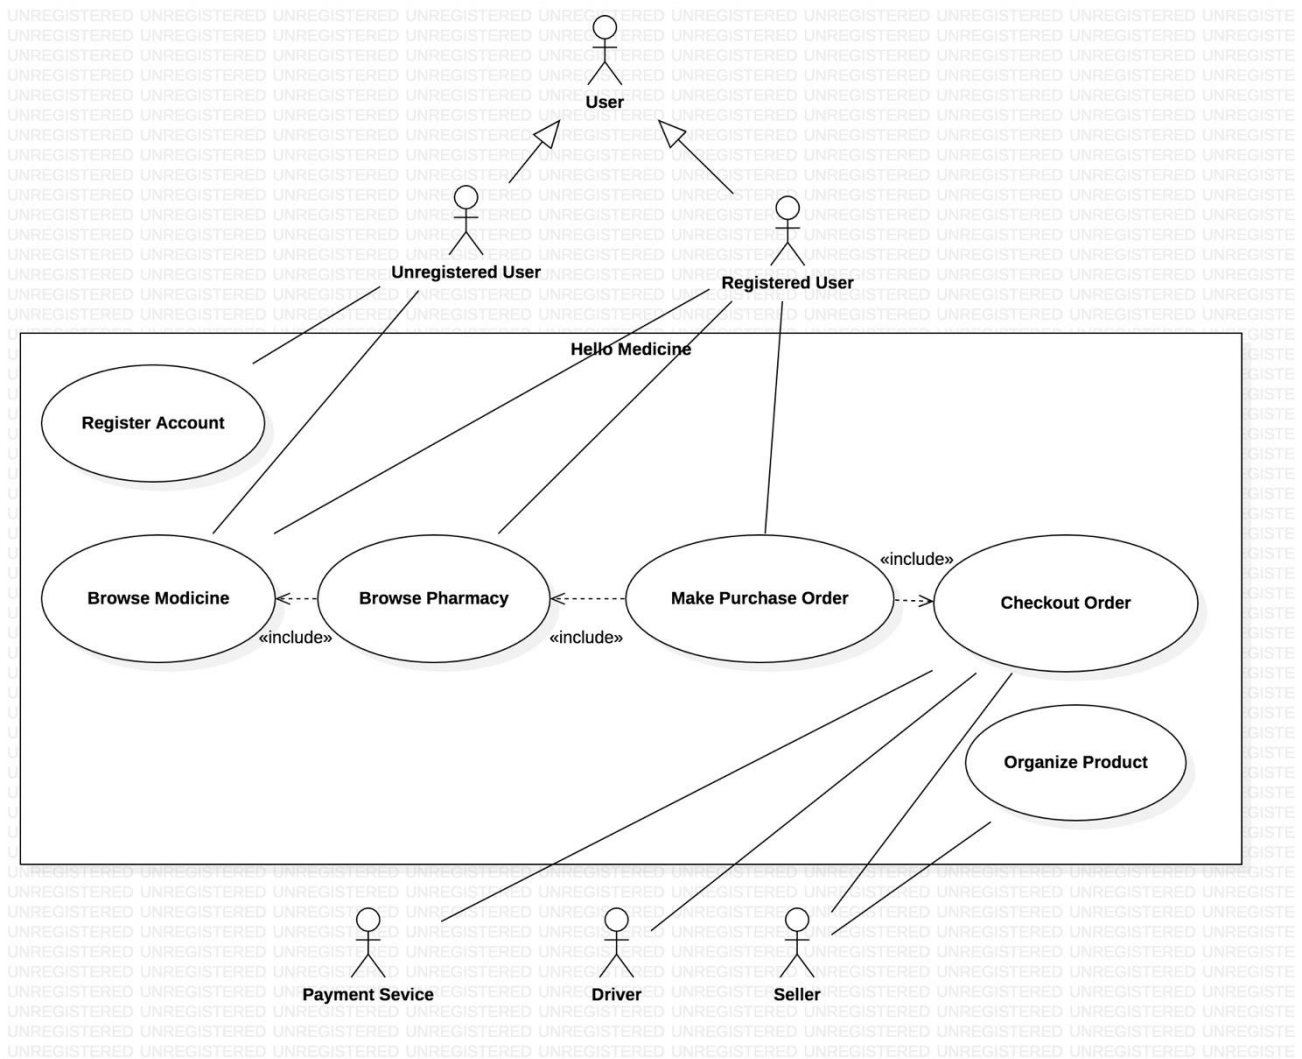 User
Unregistered User
Registered User
Hello Medicine
Register Account
«include»
Browse Modicine
Browse Pharmacy
Make Purchase Order
Checkout Order
«include»
«include»
Organize Product
Payment Sevice
Driver
Seller